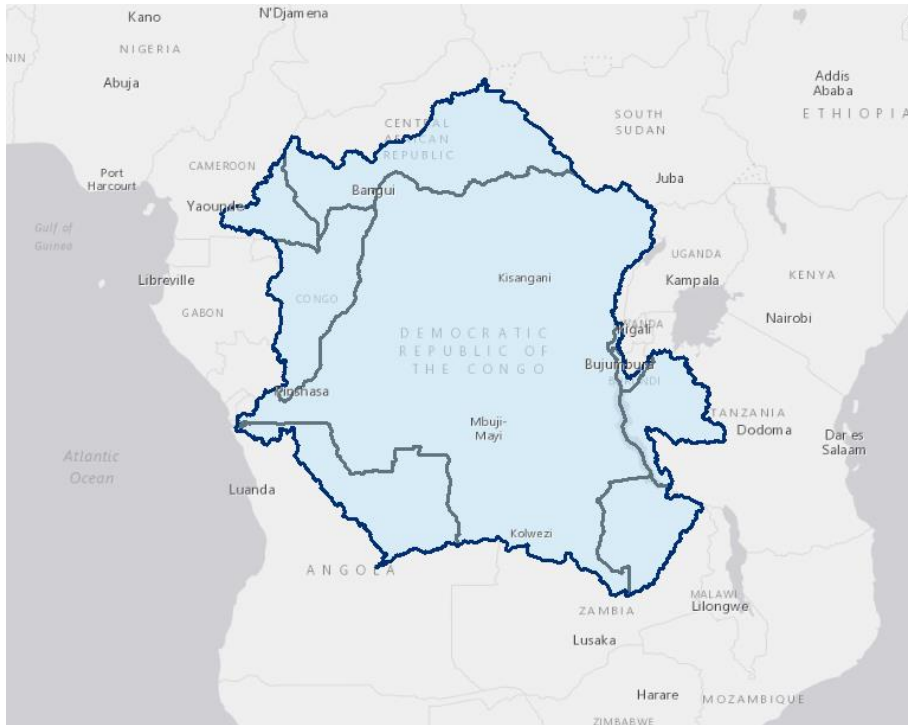 N'Djamena
Kano
NIGERIA
Abuja
Addis
Ababa
ETHIOPIA
NIN
CENTRAL
AFRICAN
REPUBLIC
SOUTH
SUDAN
Port
Harcourt
CAMEROON
Bangui
Juba
Yaounde
Gulf of
Guinea
UGANDA
Libreville
Kisangani
Kampala
KENYA
GABON
CONGO
Nairobi
DEMOCRATIC
REPUBLIC OF
THE CONGO
Kigali
Bujumbura
Kinshasa
TANZANIA
Mbuji-
Mayi
Dodoma
Dar es
Salaam
Atlantic
Ocean
Luanda
Kolwezi
ANGOLA
MALAWI
Lilongwe
ZAMBIA
Lusaka
Harare
MOZAMBIQUE
ZIMBABWE